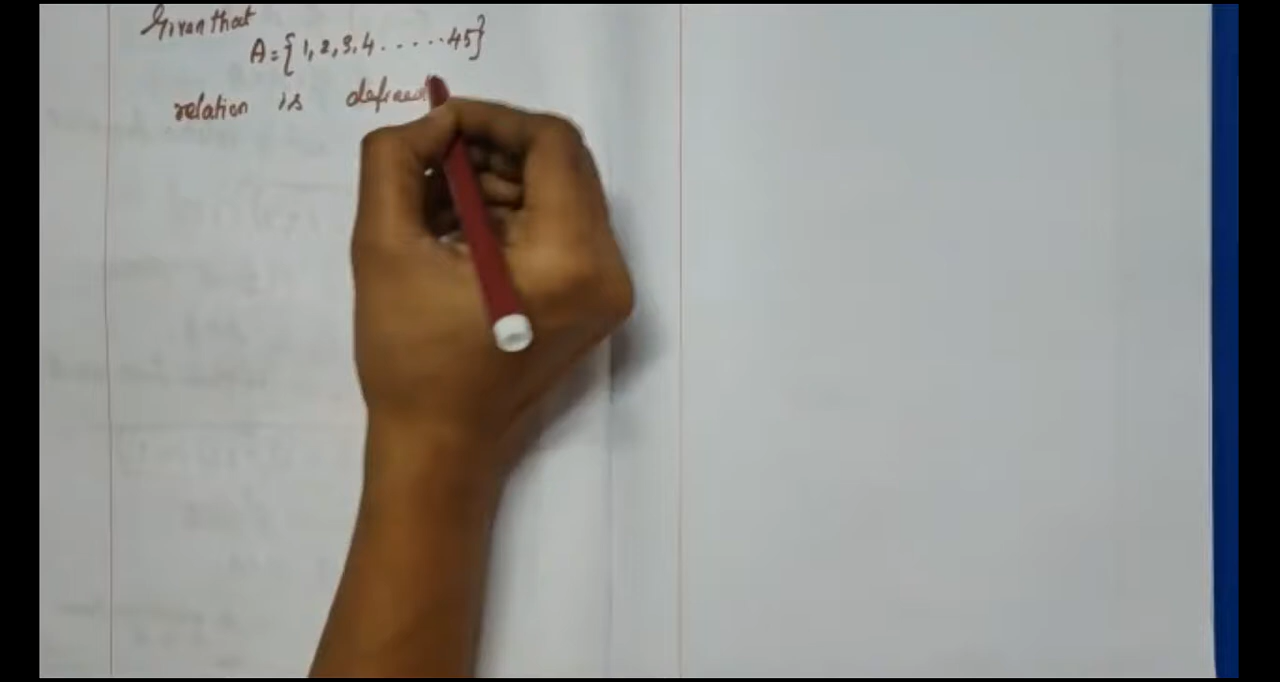 Given that
A = { 1, 2, 3, 4 . . . . . . 45 }
relation is defined